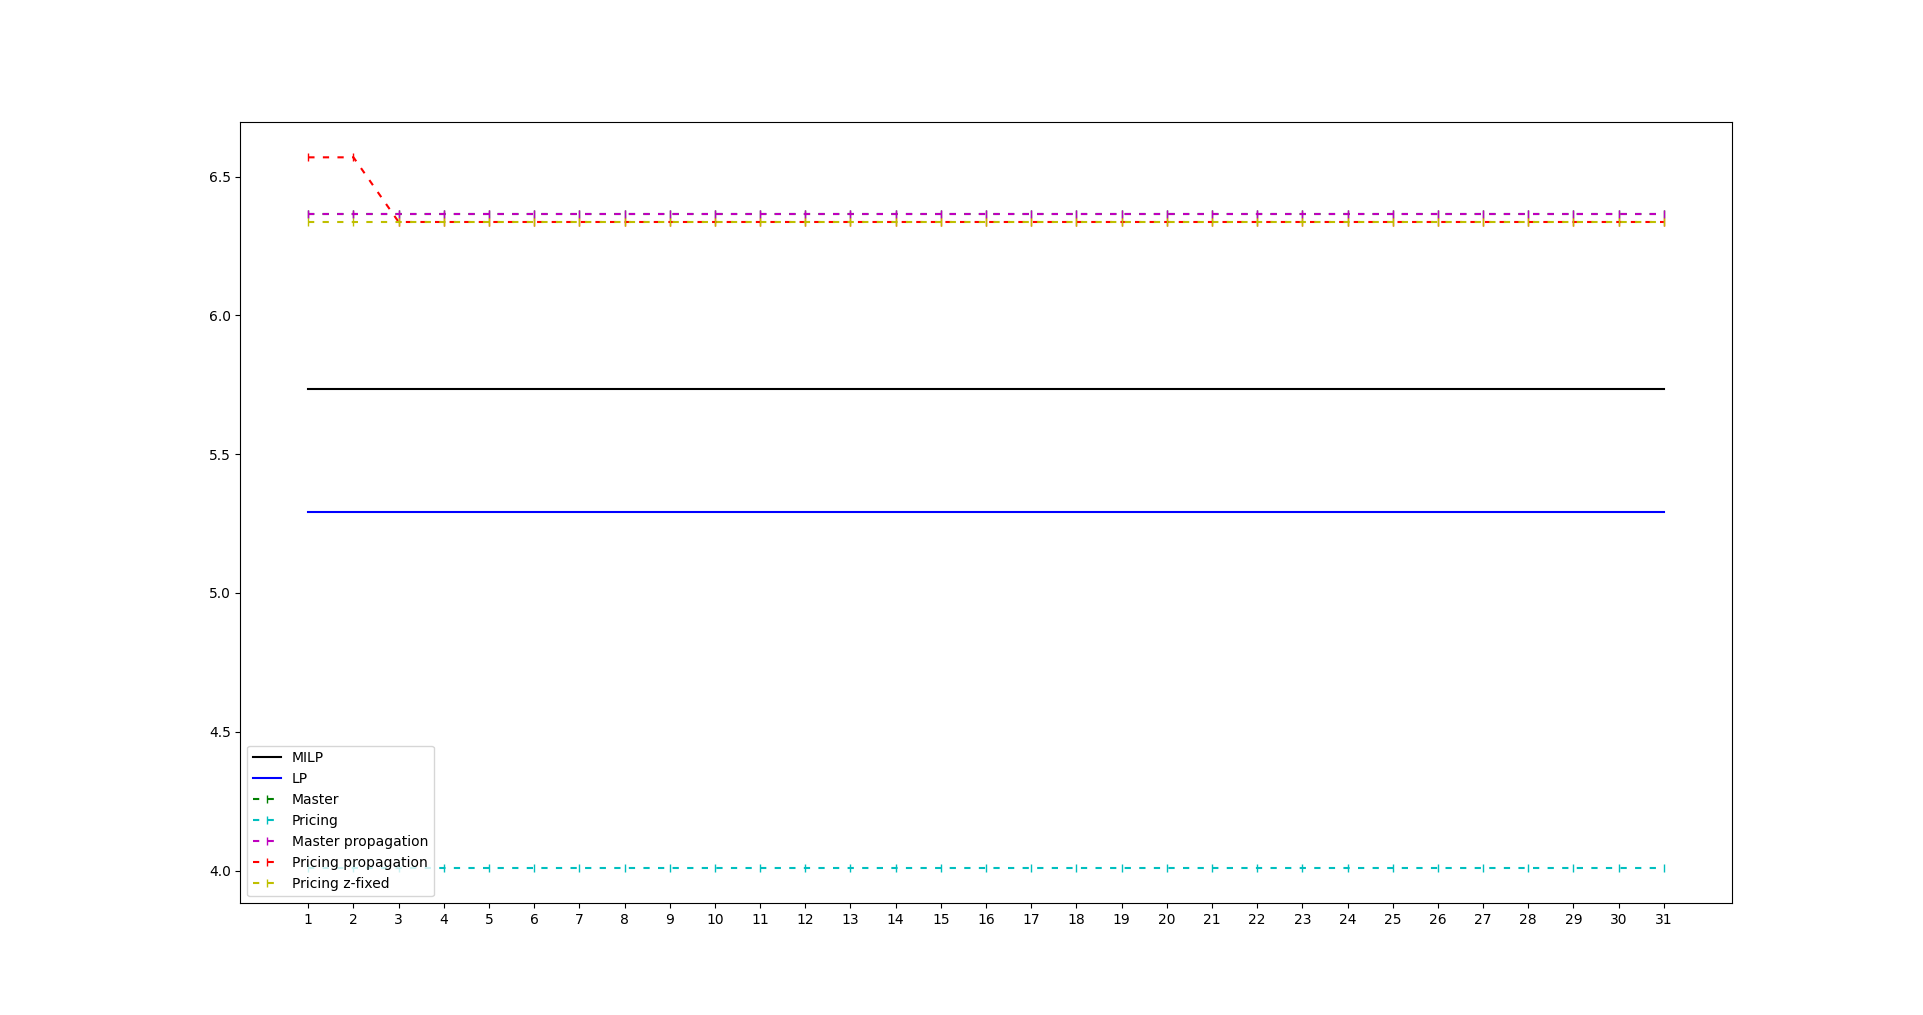 6.5
6.0
5.5
5.0
4.5
4.0
MILP
LP
Master
Pricing
Master propagation
Pricing propagation
Pricing z-fixed
1 2 3 4 5 6 7 8 9 10 11 12 13 14 15 16 17 18 19 20 21 22 23 24 25 26 27 28 29 30 31